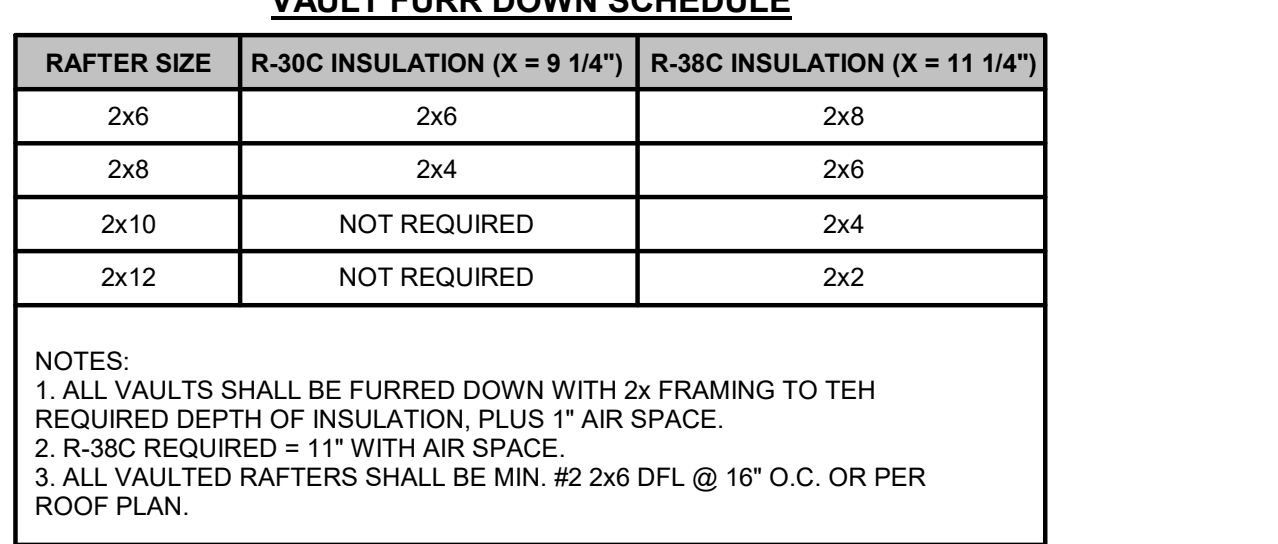 VAULT FURR DOWN SCHEDULE
RAFTER SIZE R-30C INSULATION (X = 9 1/4") R-38C INSULATION (X = 11 1/4")
2x6 2x6 2x8
2x8 2x4 2x6
2x10 NOT REQUIRED 2x4
2x12 NOT REQUIRED 2x2
NOTES:
1. ALL VAULTS SHALL BE FURRED DOWN WITH 2x FRAMING TO TEH
REQUIRED DEPTH OF INSULATION, PLUS 1" AIR SPACE.
2. R-38C REQUIRED = 11" WITH AIR SPACE.
3. ALL VAULTED RAFTERS SHALL BE MIN. #2 2x6 DFL @ 16" O.C. OR PER
ROOF PLAN.